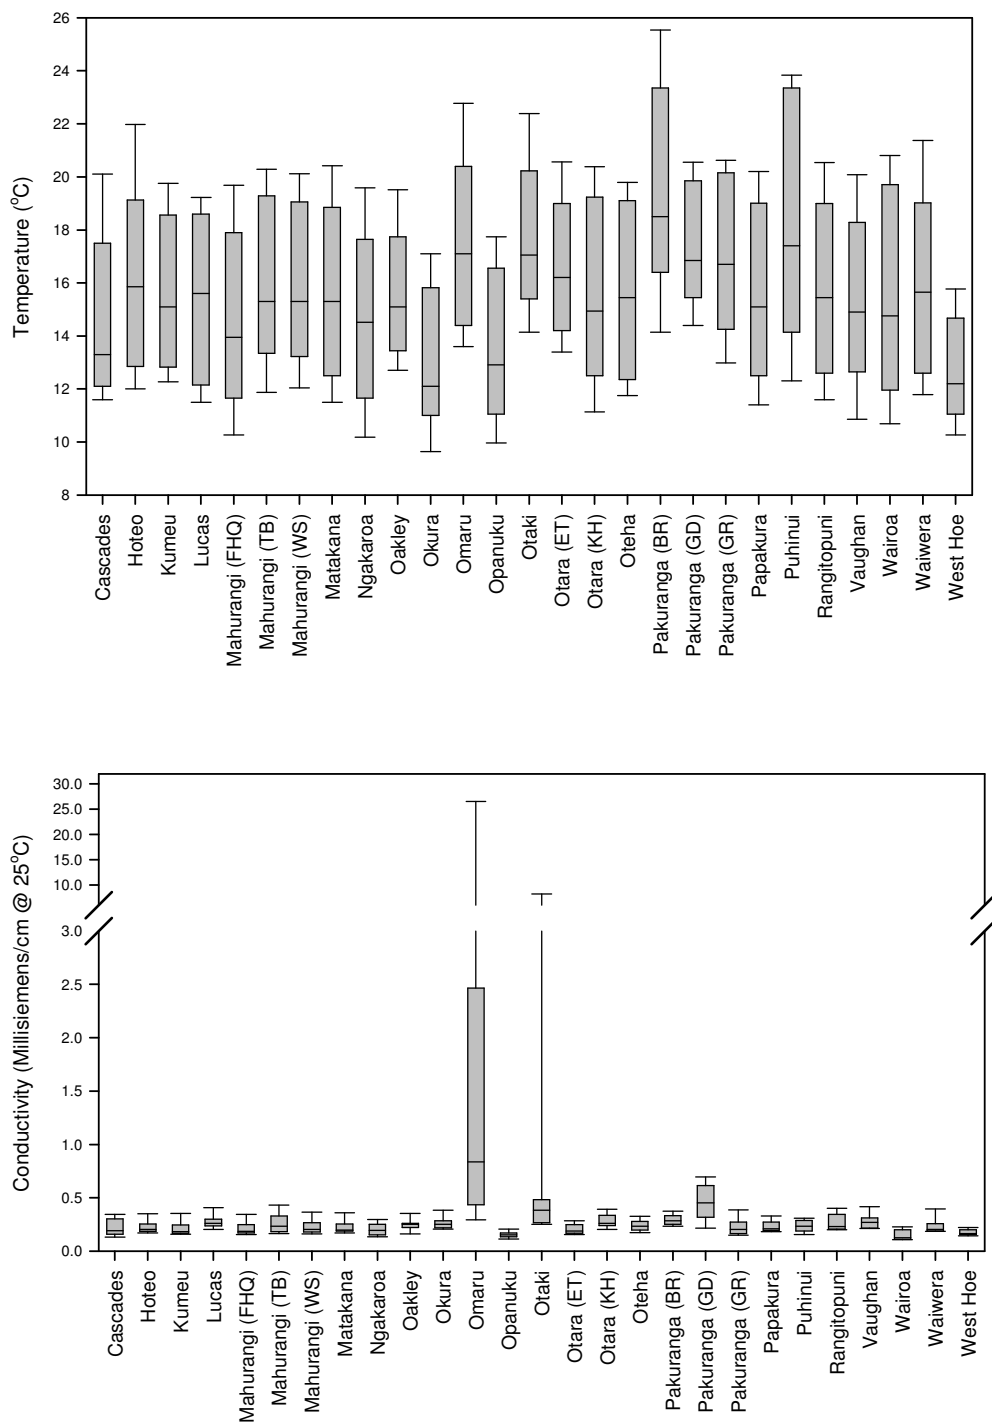 26
24
22
20
18
16
14
12
10
8
Temperature (°C)
Cascades
Hoteo
Kumeu
Lucas
Mahurangi (FHQ)
Mahurangi (TB)
Mahurangi (WS)
Matakana
Ngakaroa
Oakley
Okura
Omaru
Opanuku
Otaki
Otara (ET)
Otara (KH)
Oteha
Pakuranga (BR)
Pakuranga (GD)
Pakuranga (GR)
Papakura
Puhinui
Rangitopuni
Vaughan
Wairoa
Waiwera
West Hoe
30.0
25.0
20.0
15.0
10.0
3.0
2.5
2.0
1.5
1.0
0.5
0.0
Conductivity (Millisiemens/cm @ 25°C)
Cascades
Hoteo
Kumeu
Lucas
Mahurangi (FHQ)
Mahurangi (TB)
Mahurangi (WS)
Matakana
Ngakaroa
Oakley
Okura
Omaru
Opanuku
Otaki
Otara (ET)
Otara (KH)
Oteha
Pakuranga (BR)
Pakuranga (GD)
Pakuranga (GR)
Papakura
Puhinui
Rangitopuni
Vaughan
Wairoa
Waiwera
West Hoe